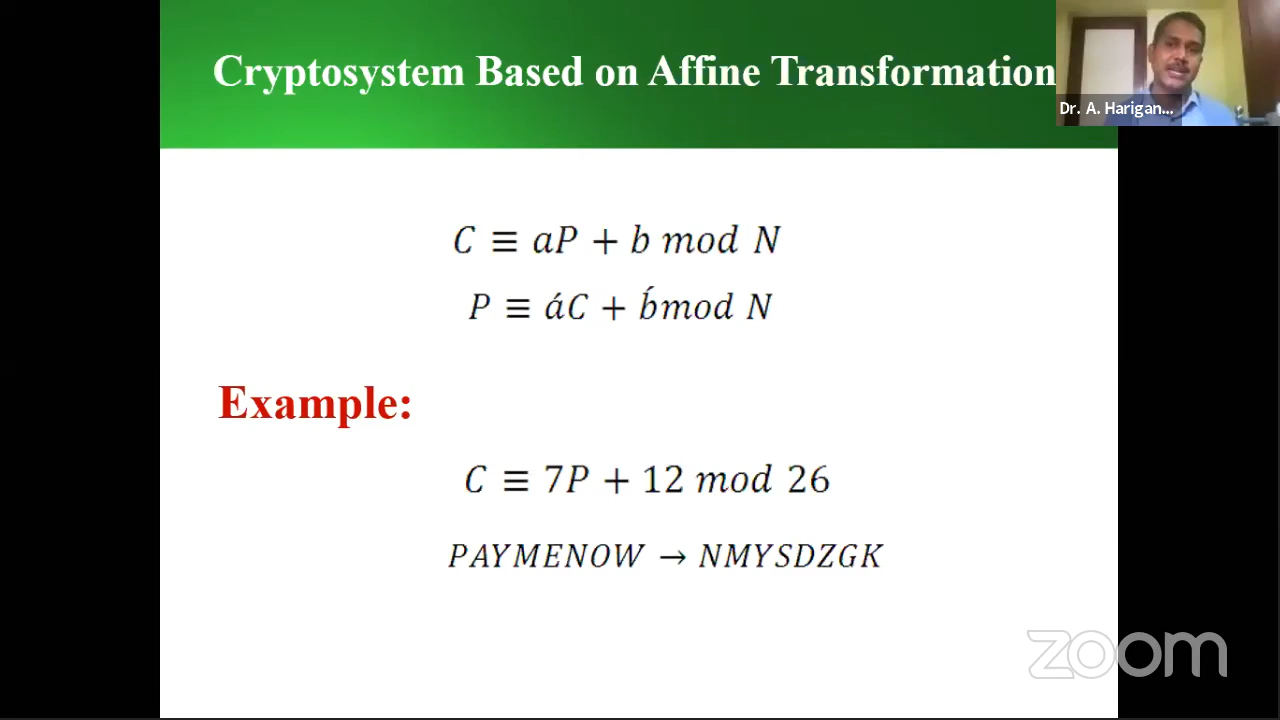 Cryptosystem Based on Affine Transformation
Dr. A. Harigan...
C ≡ aP + b mod N
P ≡ áC + b́mod N
Example:
C ≡ 7P + 12 mod 26
PAYMENOW → NMYSDZGK
zoom